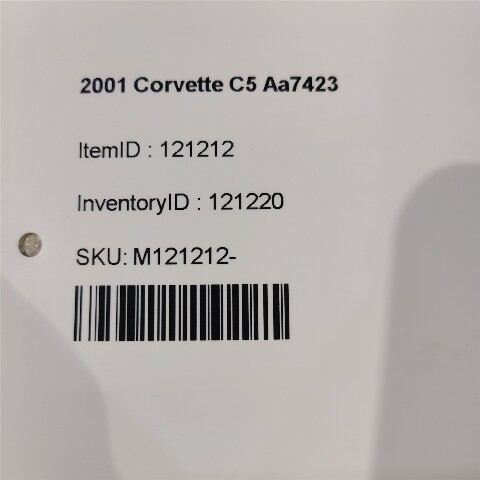 2001 Corvette C5 Aa7423
ItemID : 121212
InventoryID : 121220
SKU: M121212-